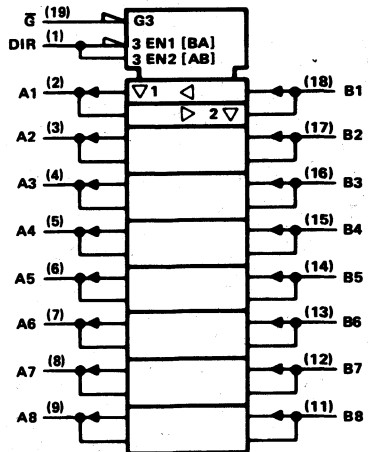 G̅ (19) G3
DIR (1) 3 EN1 [BA]
3 EN2 [AB]
A1 (2) ▽1 ◁ (18) B1
▷ 2▽
A2 (3) (17) B2
A3 (4) (16) B3
A4 (5) (15) B4
A5 (6) (14) B5
A6 (7) (13) B6
A7 (8) (12) B7
A8 (9) (11) B8